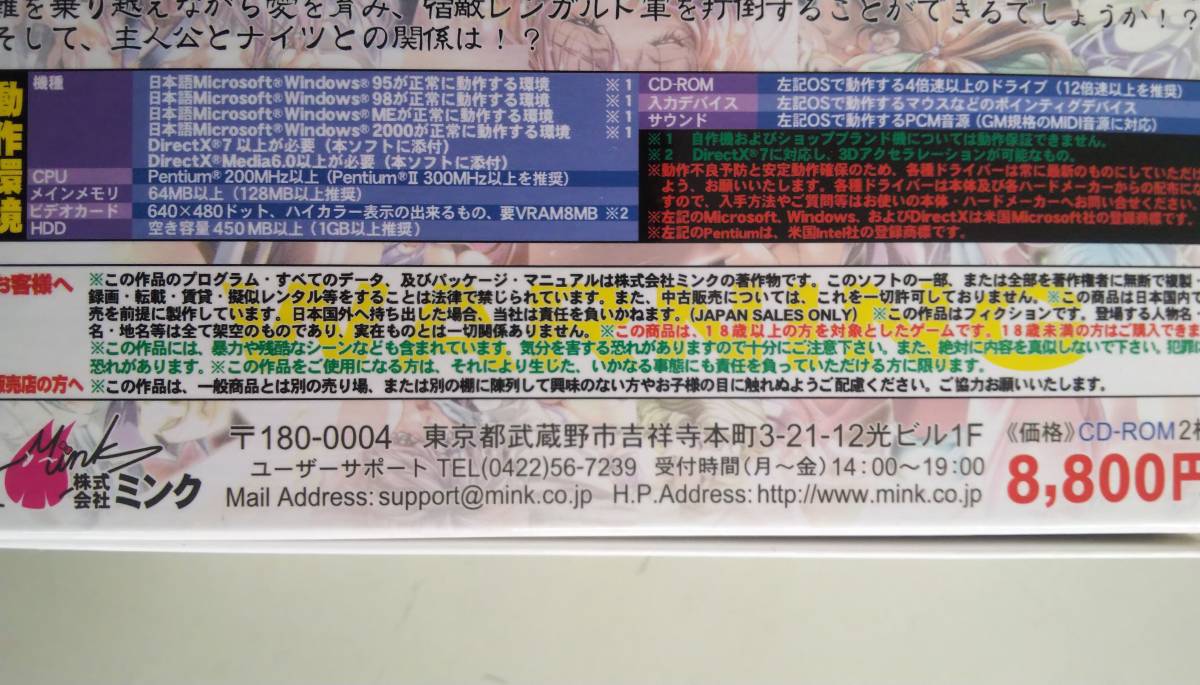 難を乗り越えながら愛を育み、宿敵レンガルト軍を打倒することができるでしょうか!?
そして、主人公とナイツとの関係は!?
動作環境
機種
日本語Microsoft®Windows® 95が正常に動作する環境 ※1
日本語Microsoft®Windows® 98が正常に動作する環境 ※1
日本語Microsoft®Windows® MEが正常に動作する環境 ※1
日本語Microsoft®Windows® 2000が正常に動作する環境 ※1
DirectX®7 以上が必要(本ソフトに添付)
DirectX®Media6.0以上が必要(本ソフトに添付)
CPU Pentium® 200MHz以上(Pentium®Ⅱ 300MHz以上を推奨)
メインメモリ 64MB以上(128MB以上推奨)
ビデオカード 640×480ドット、ハイカラー表示の出来るもの、要VRAM8MB ※2
HDD 空き容量450MB以上(1GB以上推奨)
CD-ROM 左記OSで動作する4倍速以上のドライブ(12倍速以上を推奨)
入力デバイス 左記OSで動作するマウスなどのポインティグデバイス
サウンド 左記OSで動作するPCM音源(GM規格のMIDI音源に対応)
※1 自作機およびショップブランド機については動作保証できません。
※2 DirectX®7に対応し、3Dアクセラレーションが可能なもの。
※動作不良予防と安定動作確保のため、各種ドライバーは常に最新のものにしていただ
よう、お願いいたします。各種ドライバーは本体及び各ハードメーカーからの配布に
すので、入手方法やご質問等はお使いの本体・ハードメーカーへお問い合せください。
※左記のMicrosoft、Windows、およびDirectXは米国Microsoft社の登録商標です
※左記のPentiumは、米国Intel社の登録商標です。
お客様へ ※この作品のプログラム・すべてのデータ、及びパッケージ・マニュアルは株式会社ミンクの著作物です。このソフトの一部、または全部を著作権者に無断で複製
録画・転載・賃貸・擬似レンタル等をすることは法律で禁じられています。また、中古販売については、これを一切許可しておりません。※この商品は日本国内で
売を前提に製作しています。日本国外へ持ち出した場合、当社は責任を負いかねます。(JAPAN SALES ONLY) ※この作品はフィクションです。登場する人物名
名・地名等は全て架空のものであり、実在ものとは一切関係ありません。※この商品は、18歳以上の方を対象としたゲームです。18歳未満の方はご購入でき
※この作品には、暴力や残酷なシーンなども含まれています。気分を害する恐れがありますので十分にご注意下さい。また、絶対に内容を真似しないで下さい。犯罪
恐れがあります。※この作品をご使用になる方は、それにより生じた、いかなる事態にも責任を負っていただける方に限ります。
販売店の方へ ※この作品は、一般商品とは別の売り場、または別の棚に陳列して興味のない方やお子様の目に触れぬようご配慮ください。ご協力お願いいたします。
Mink
株式会社 ミンク
〒180-0004 東京都武蔵野市吉祥寺本町3-21-12光ビル1F
ユーザーサポート TEL(0422)56-7239 受付時間(月〜金)14:00〜19:00
Mail Address:support@mink.co.jp H.P.Address:http://www.mink.co.jp
《価格》CD-ROM2枚
8,800円